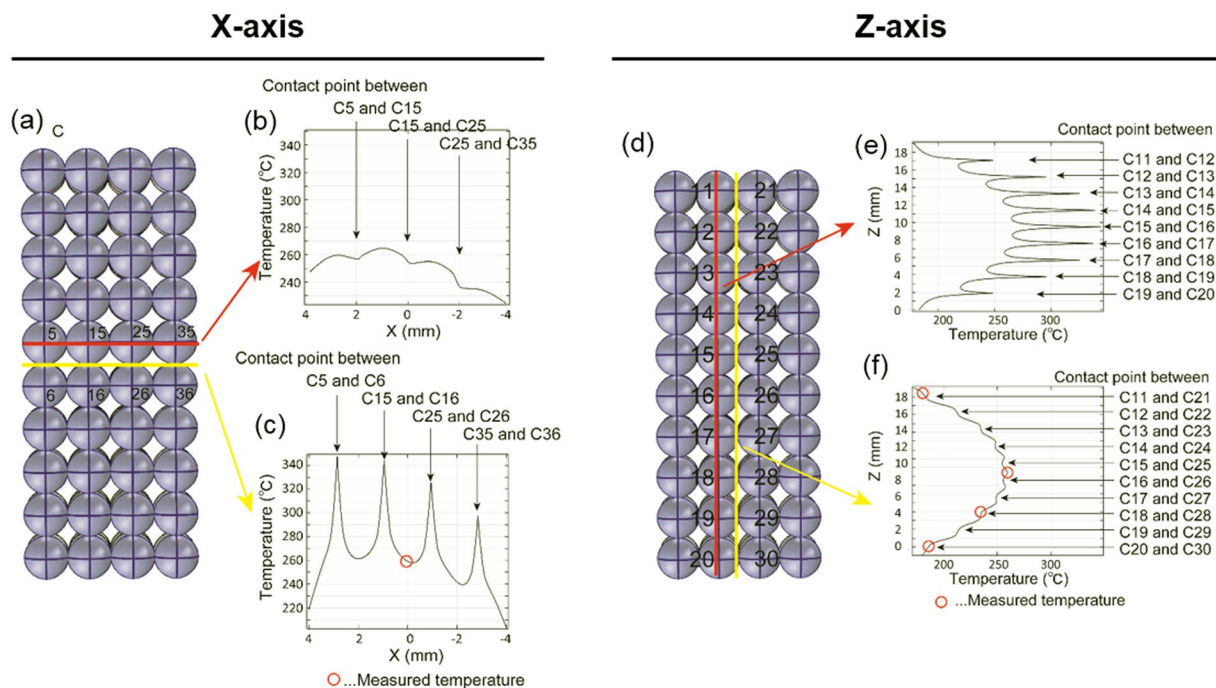 X-axis
Z-axis
(a)
C
5 15 25 35
6 16 26 36
(b)
Contact point between
C5 and C15
C15 and C25
C25 and C35
Temperature (℃)
340
320
300
280
260
240
4 2 0 -2 -4
X (mm)
(c)
Contact point between
C5 and C6
C15 and C16
C25 and C26
C35 and C36
Temperature (℃)
340
320
300
280
260
240
220
4 2 0 -2 -4
X (mm)
...Measured temperature
(d)
11 21
12 22
13 23
14 24
15 25
16 26
17 27
18 28
19 29
20 30
(e)
Contact point between
C11 and C12
C12 and C13
C13 and C14
C14 and C15
C15 and C16
C16 and C17
C17 and C18
C18 and C19
C19 and C20
Z (mm)
18
16
14
12
10
8
6
4
2
0
200 250 300
Temperature (℃)
(f)
Contact point between
C11 and C21
C12 and C22
C13 and C23
C14 and C24
C15 and C25
C16 and C26
C17 and C27
C18 and C28
C19 and C29
C20 and C30
Z (mm)
18
16
14
12
10
8
6
4
2
0
200 250 300
Temperature (℃)
...Measured temperature